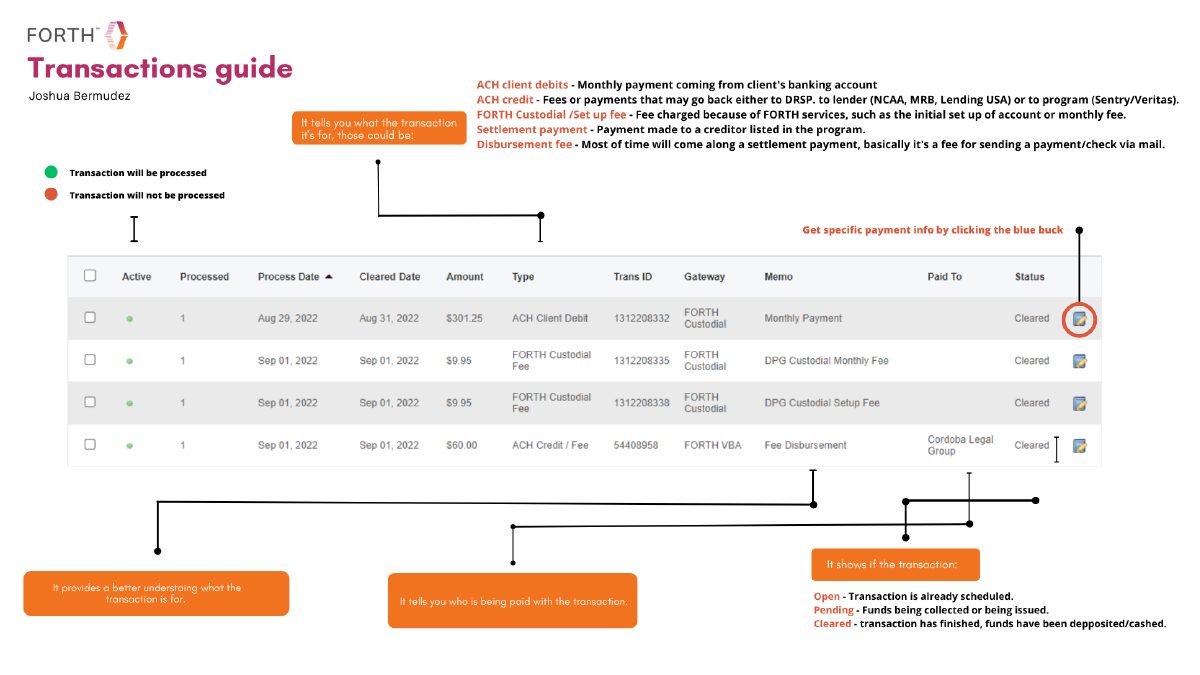 FORTH™
Transactions guide
Joshua Bermudez
ACH client debits - Monthly payment coming from client's banking account
ACH credit - Fees or payments that may go back either to DRSP. to lender (NCAA, MRB, Lending USA) or to program (Sentry/Veritas).
FORTH Custodial /Set up fee - Fee charged because of FORTH services, such as the initial set up of account or monthly fee.
Settlement payment - Payment made to a creditor listed in the program.
Disbursement fee - Most of time will come along a settlement payment, basically it's a fee for sending a payment/check via mail.
It tells you what the transaction
it's for, those could be:
Transaction will be processed
Transaction will not be processed
Get specific payment info by clicking the blue buck
Active Processed Process Date Cleared Date Amount Type Trans ID Gateway Memo Paid To Status
1 Aug 29, 2022 Aug 31, 2022 $301.25 ACH Client Debit 1312208332 FORTH Custodial Monthly Payment Cleared
1 Sep 01, 2022 Sep 01, 2022 $9.95 FORTH Custodial Fee 1312208335 FORTH Custodial DPG Custodial Monthly Fee Cleared
1 Sep 01, 2022 Sep 01, 2022 $9.95 FORTH Custodial Fee 1312208338 FORTH Custodial DPG Custodial Setup Fee Cleared
1 Sep 01, 2022 Sep 01, 2022 $60.00 ACH Credit / Fee 54408958 FORTH VBA Fee Disbursement Cordoba Legal Group Cleared
It provides a better understaing what the
transaction is for.
It tells you who is being paid with the transaction.
It shows if the transaction:
Open - Transaction is already scheduled.
Pending - Funds being collected or being issued.
Cleared - transaction has finished, funds have been depposited/cashed.